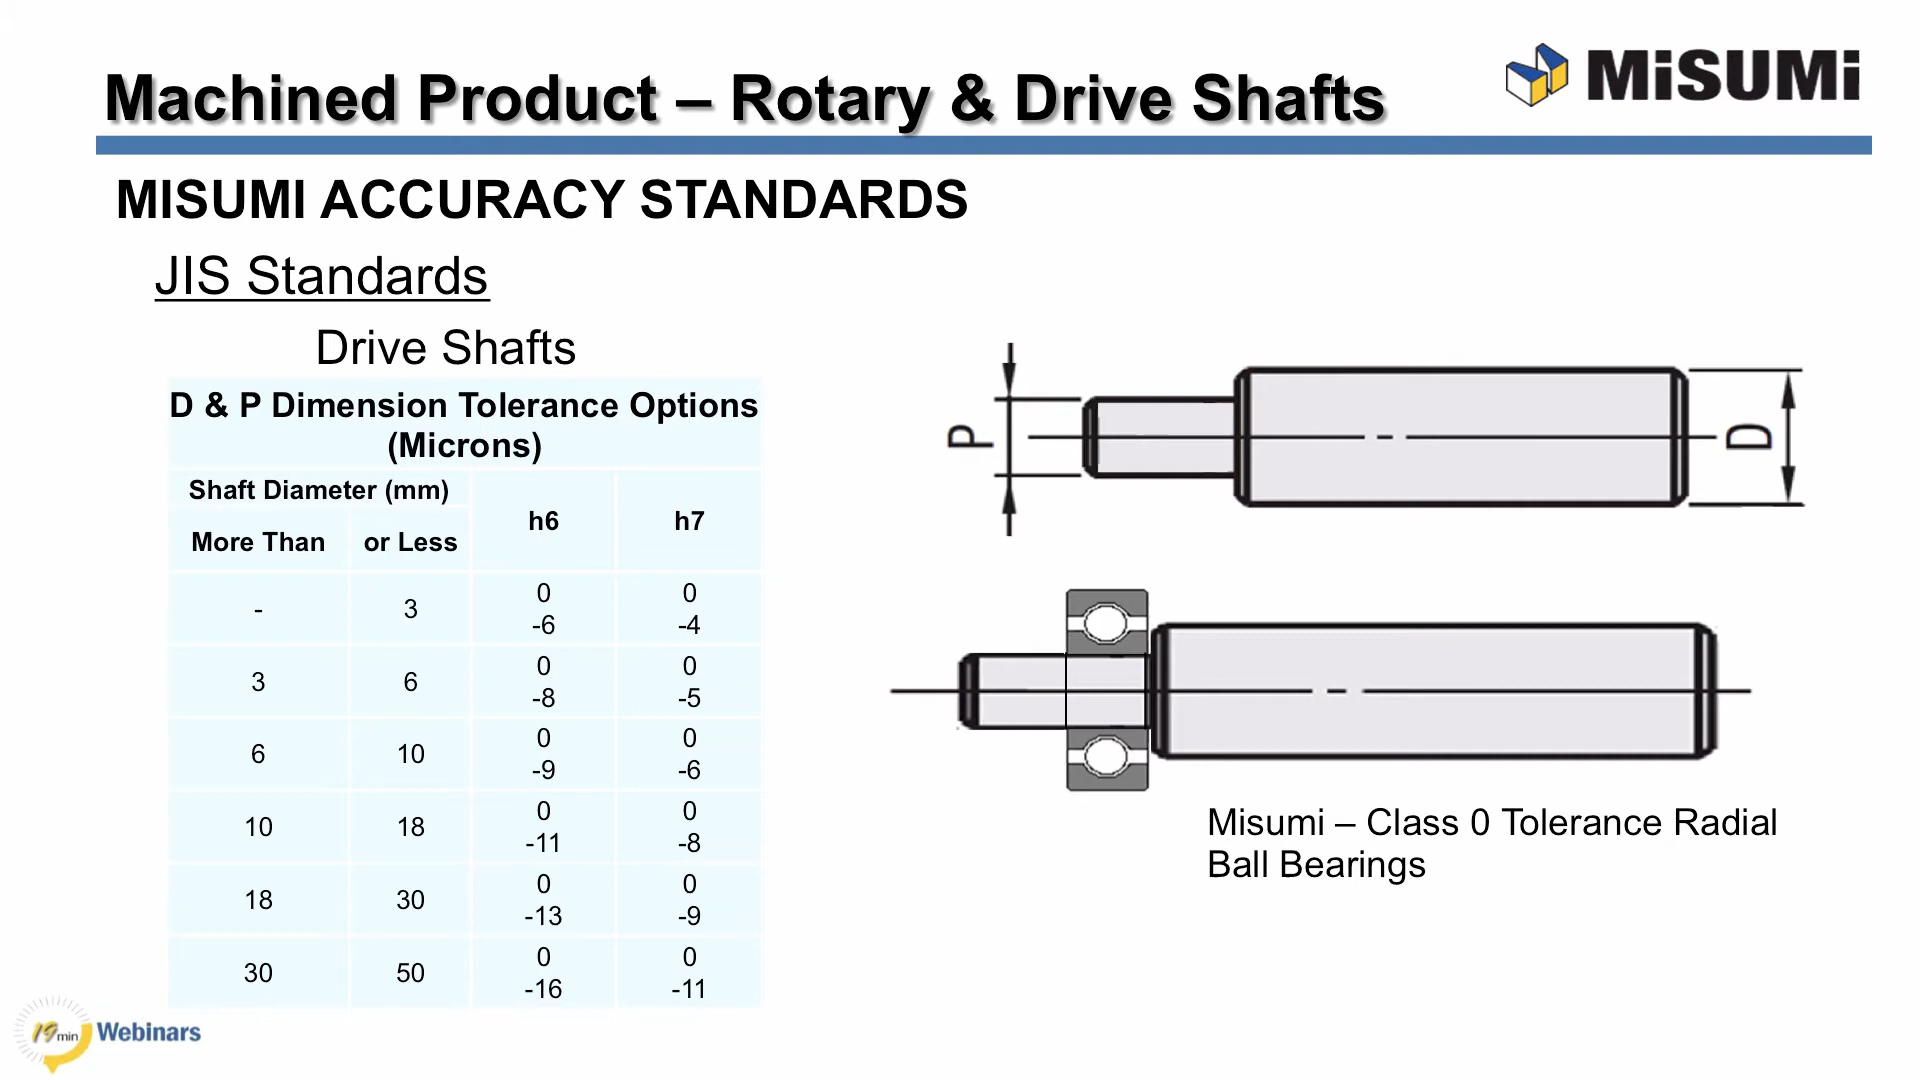 Machined Product – Rotary & Drive Shafts
MiSUMi
MISUMI ACCURACY STANDARDS
JIS Standards
Drive Shafts
D & P Dimension Tolerance Options
(Microns)
Shaft Diameter (mm)
h6
h7
More Than
or Less
- 3 0 -6 0 -4
3 6 0 -8 0 -5
6 10 0 -9 0 -6
10 18 0 -11 0 -8
18 30 0 -13 0 -9
30 50 0 -16 0 -11
P
D
Misumi – Class 0 Tolerance Radial
Ball Bearings
19min Webinars